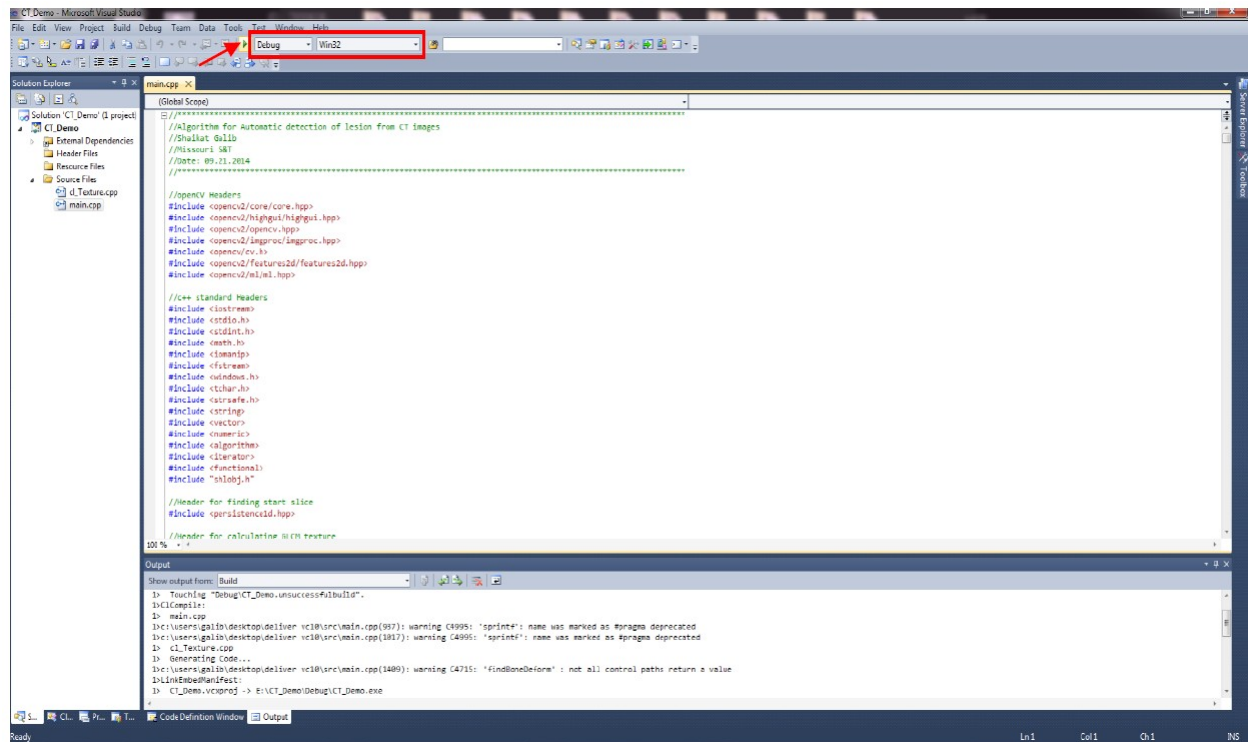 CT_Demo - Microsoft Visual Studio
File Edit View Project Build Debug Team Data Tools Test Window Help
Debug Win32
Solution Explorer
main.cpp
(Global Scope)
Solution 'CT_Demo' (1 project)
CT_Demo
External Dependencies
Header Files
Resource Files
Source Files
cl_Texture.cpp
main.cpp
//Algorithm for Automatic detection of lesion from CT images
//Shaikat Galib
//Missouri S&T
//Date: 09.21.2014
//openCV Headers
#include <opencv2/core/core.hpp>
#include <opencv2/highgui/highgui.hpp>
#include <opencv2/opencv.hpp>
#include <opencv2/imgproc/imgproc.hpp>
#include <opencv/cv.h>
#include <opencv2/features2d/features2d.hpp>
#include <opencv2/ml/ml.hpp>
//c++ standard Headers
#include <iostream>
#include <stdio.h>
#include <stdint.h>
#include <math.h>
#include <iomanip>
#include <fstream>
#include <windows.h>
#include <tchar.h>
#include <strsafe.h>
#include <string>
#include <vector>
#include <numeric>
#include <algorithm>
#include <iterator>
#include <functional>
#include "shlobj.h"
//Header for finding start slice
#include <persistence1d.hpp>
//Header for calculating GLCM texture
100 %
Output
Show output from: Build
1> Touching "Debug\CT_Demo.unsuccessfulbuild".
1>ClCompile:
1> main.cpp
1>c:\users\galib\desktop\deliver vc10\src\main.cpp(937): warning C4995: 'sprintf': name was marked as #pragma deprecated
1>c:\users\galib\desktop\deliver vc10\src\main.cpp(1017): warning C4995: 'sprintf': name was marked as #pragma deprecated
1> cl_Texture.cpp
1> Generating Code...
1>c:\users\galib\desktop\deliver vc10\src\main.cpp(1409): warning C4715: 'findBoneDeform' : not all control paths return a value
1>LinkEmbedManifest:
1> CT_Demo.vcxproj -> E:\CT_Demo\Debug\CT_Demo.exe
S... Cl... Pr... T... Code Definition Window Output
Ready Ln 1 Col 1 Ch 1 INS
Server Explorer
Toolbox